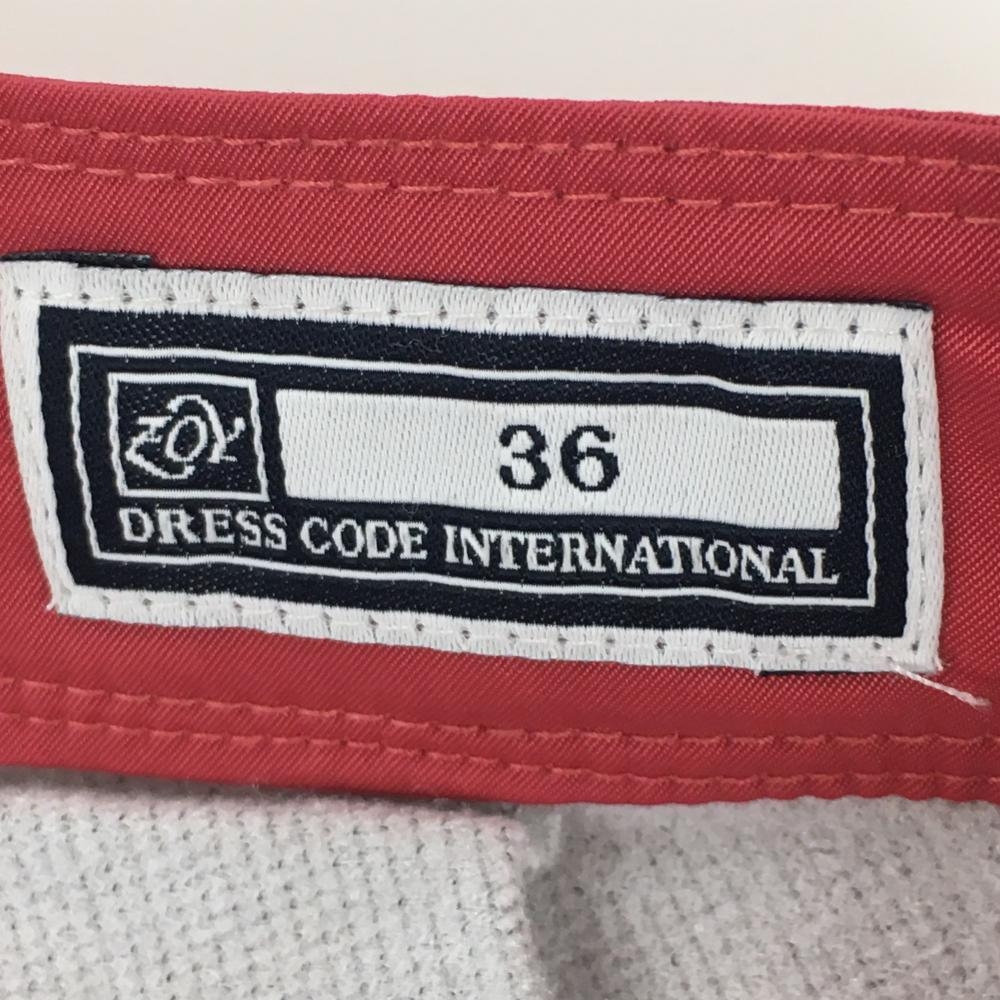 ZOY
36
DRESS CODE INTERNATIONAL